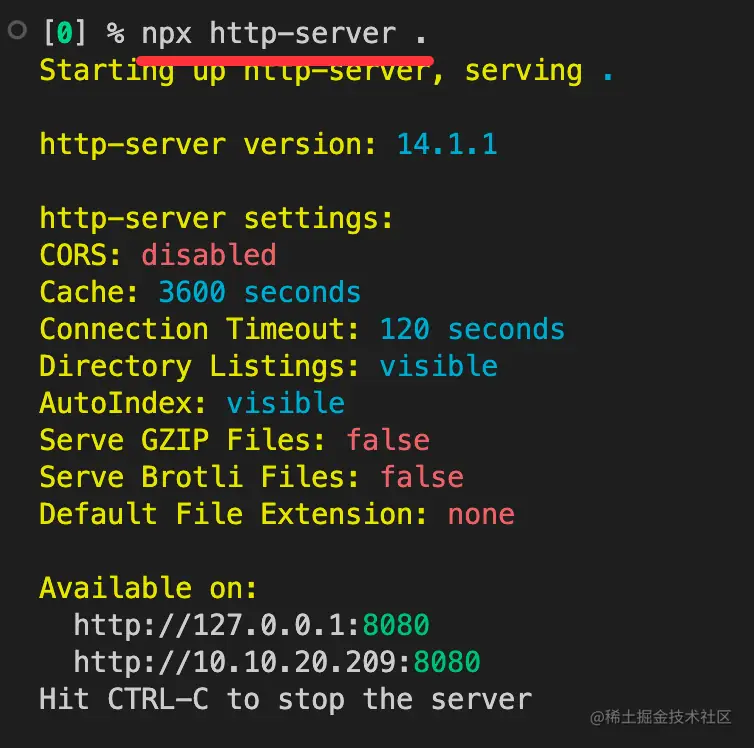 [0] % npx http-server .
Starting up http-server, serving .
http-server version: 14.1.1
http-server settings:
CORS: disabled
Cache: 3600 seconds
Connection Timeout: 120 seconds
Directory Listings: visible
AutoIndex: visible
Serve GZIP Files: false
Serve Brotli Files: false
Default File Extension: none
Available on:
http://127.0.0.1:8080
http://10.10.20.209:8080
Hit CTRL-C to stop the server
@稀土掘金技术社区